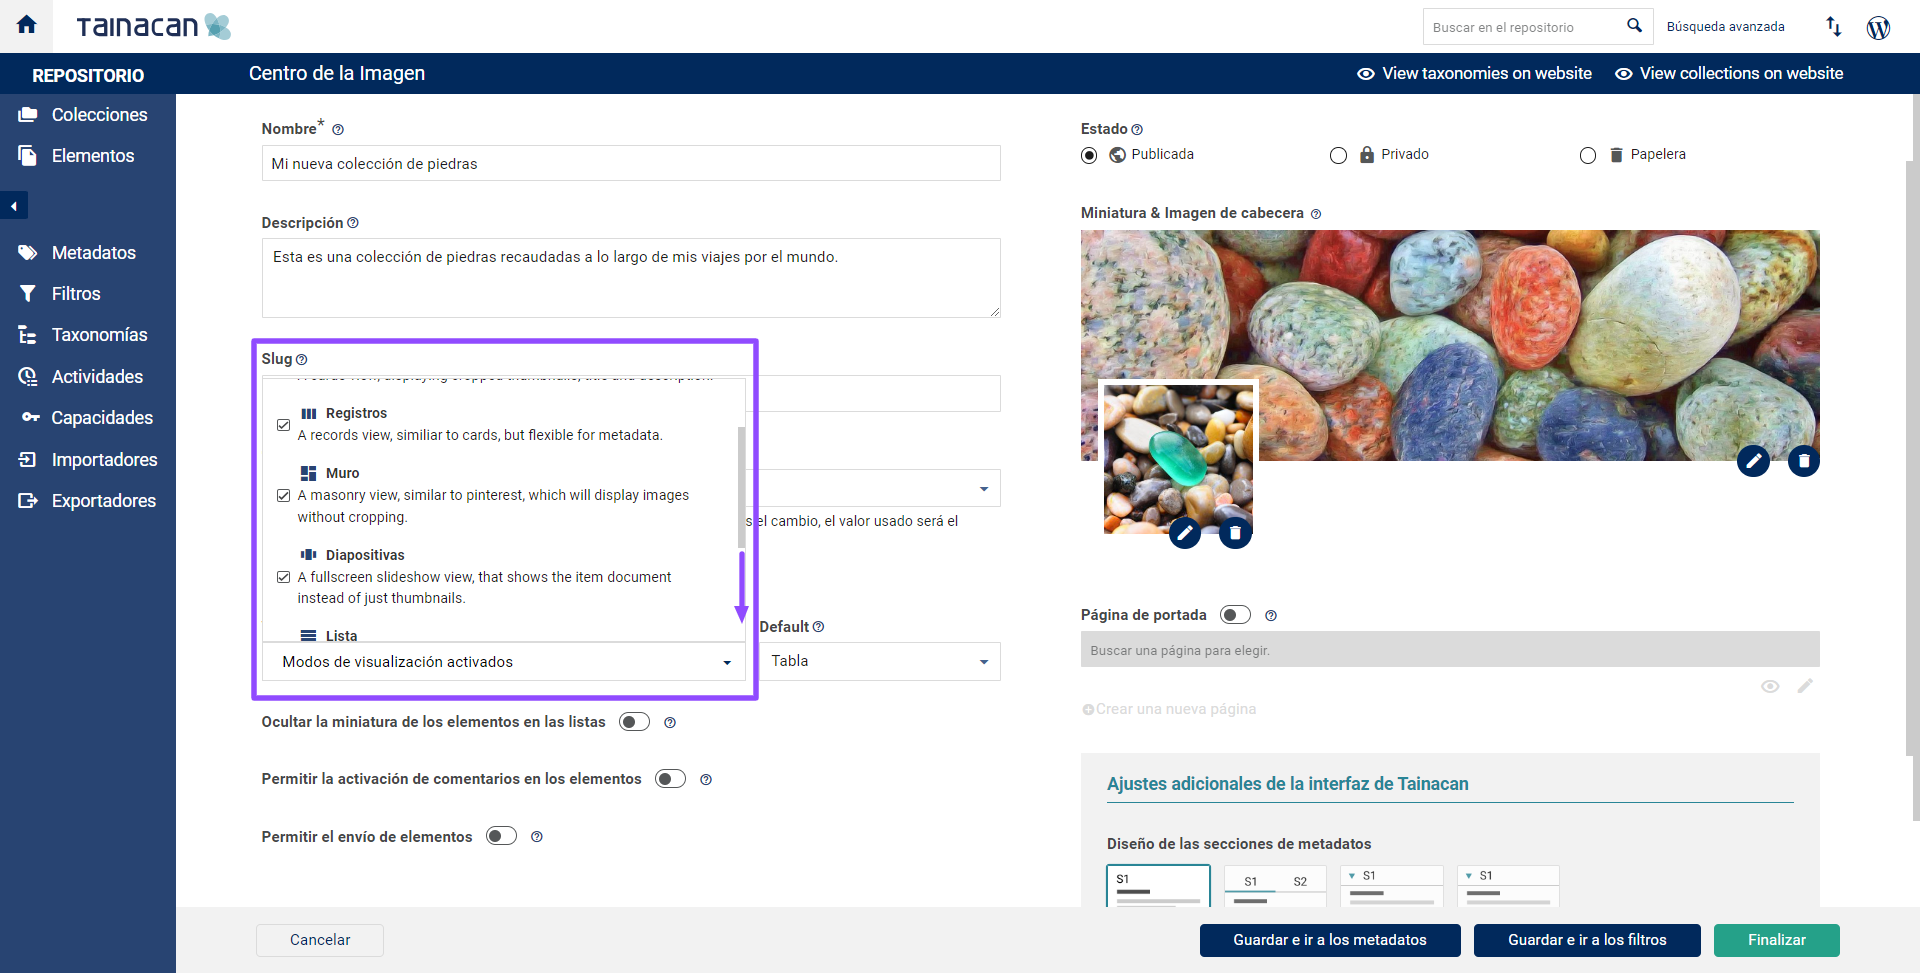 Tainacan
Buscar en el repositorio
Búsqueda avanzada
REPOSITORIO
Centro de la Imagen
View taxonomies on website
View collections on website
Colecciones
Elementos
Metadatos
Filtros
Taxonomías
Actividades
Capacidades
Importadores
Exportadores
Nombre*
Mi nueva colección de piedras
Descripción
Esta es una colección de piedras recaudadas a lo largo de mis viajes por el mundo.
Slug
Registros
A records view, similiar to cards, but flexible for metadata.
Muro
A masonry view, similar to pinterest, which will display images
without cropping.
s el cambio, el valor usado será el
Diapositivas
A fullscreen slideshow view, that shows the item document
instead of just thumbnails.
Lista
Modos de visualización activados
Default
Tabla
Ocultar la miniatura de los elementos en las listas
Permitir la activación de comentarios en los elementos
Permitir el envío de elementos
Estado
Publicada
Privado
Papelera
Miniatura & Imagen de cabecera
Página de portada
Buscar una página para elegir.
Crear una nueva página
Ajustes adicionales de la interfaz de Tainacan
Diseño de las secciones de metadatos
S1
S1 S2
S1
S1
Cancelar
Guardar e ir a los metadatos
Guardar e ir a los filtros
Finalizar